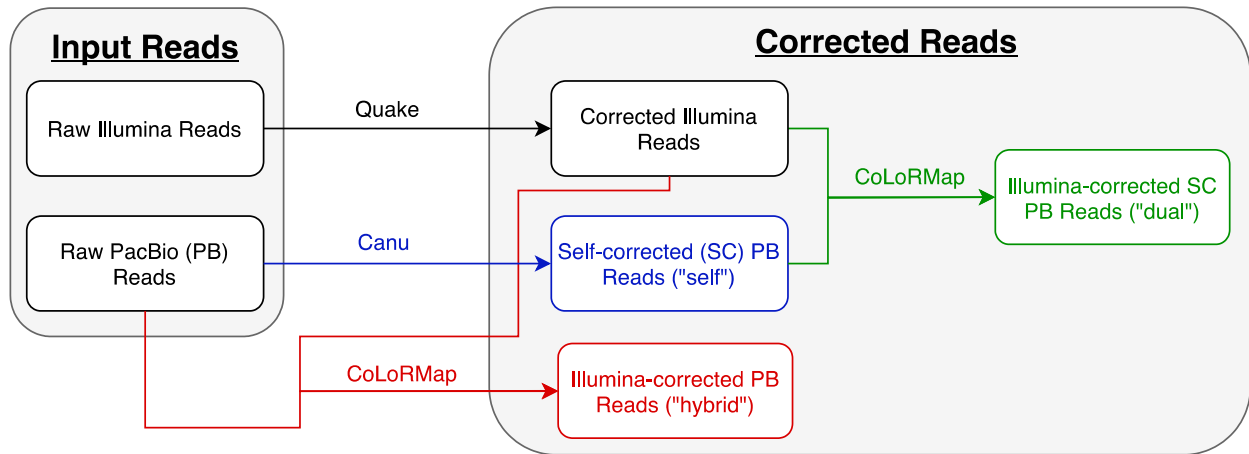 Input Reads
Corrected Reads
Raw Illumina Reads
Quake
Corrected Illumina
Reads
CoLoRMap
Illumina-corrected SC
PB Reads ("dual")
Raw PacBio (PB)
Reads
Canu
Self-corrected (SC) PB
Reads ("self")
CoLoRMap
Illumina-corrected PB
Reads ("hybrid")